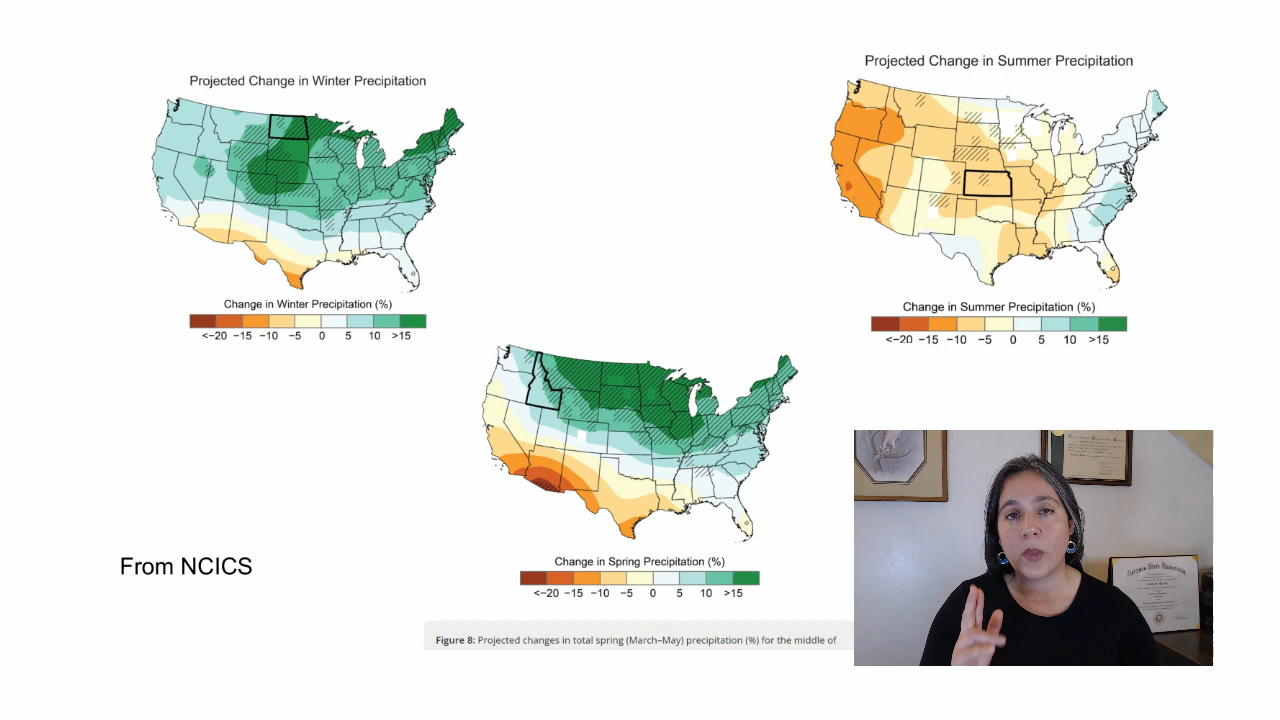 Projected Change in Winter Precipitation
Change in Winter Precipitation (%)
<−20 −15 −10 −5 0 5 10 >15
Projected Change in Summer Precipitation
Change in Summer Precipitation (%)
<−20 −15 −10 −5 0 5 10 >15
Change in Spring Precipitation (%)
<−20 −15 −10 −5 0 5 10 >15
From NCICS
Figure 8: Projected changes in total spring (March–May) precipitation (%) for the middle of